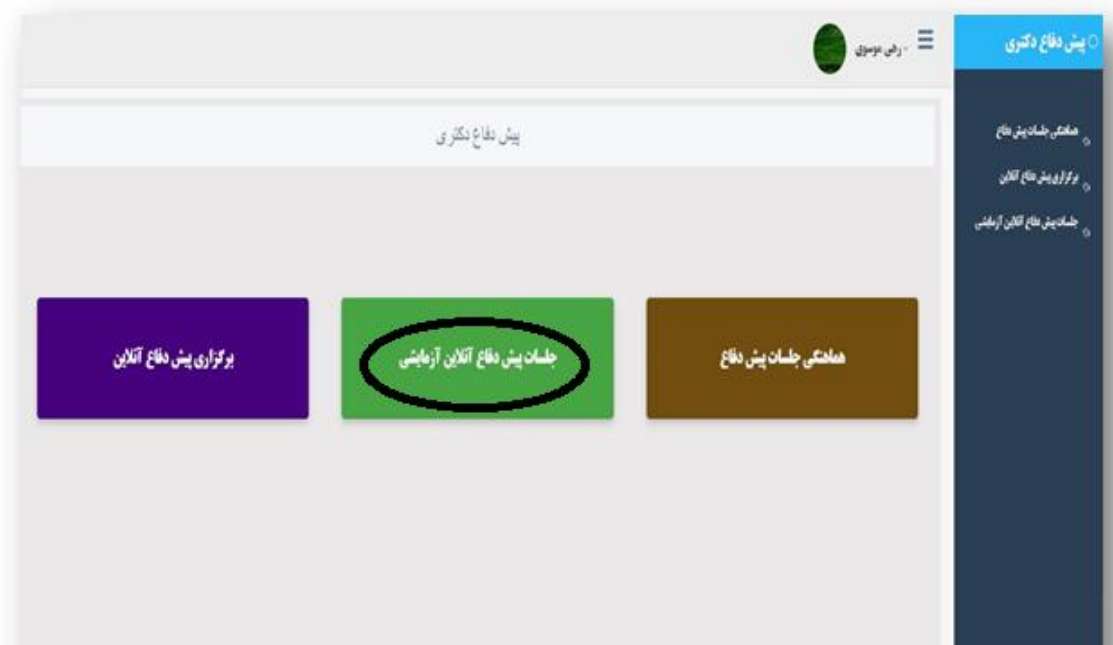 پیش دفاع دکتری
هماهنگی جلسات پیش دفاع
برگزاری پیش دفاع آنلاین
جلسات پیش دفاع آنلاین آزمایشی
موسوی
پیش دفاع دکتری
هماهنگی جلسات پیش دفاع
جلسات پیش دفاع آنلاین آزمایشی
برگزاری پیش دفاع آنلاین